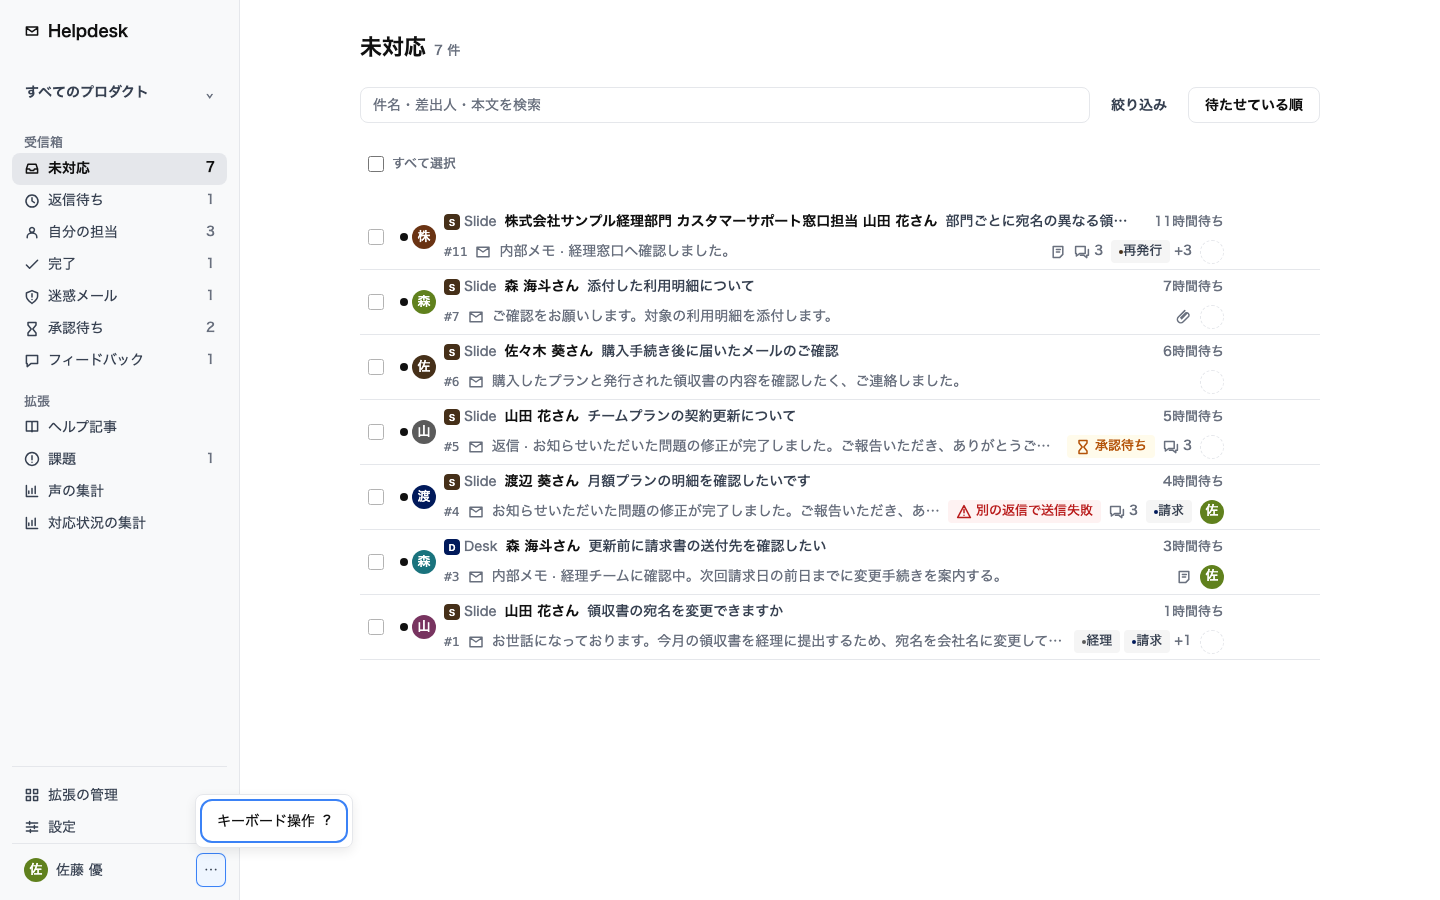 Helpdesk
すべてのプロダクト
受信箱
未対応 7
返信待ち 1
自分の担当 3
完了 1
迷惑メール 1
承認待ち 2
フィードバック 1
拡張
ヘルプ記事
課題 1
声の集計
対応状況の集計
拡張の管理
設定
キーボード操作 ?
佐 佐藤 優 …
未対応 7 件
件名・差出人・本文を検索 絞り込み 待たせている順
すべて選択
株 S Slide 株式会社サンプル経理部門 カスタマーサポート窓口担当 山田 花さん 部門ごとに宛名の異なる領… 11時間待ち
#11 内部メモ · 経理窓口へ確認しました。 3 •再発行 +3
森 S Slide 森 海斗さん 添付した利用明細について 7時間待ち
#7 ご確認をお願いします。対象の利用明細を添付します。
佐 S Slide 佐々木 葵さん 購入手続き後に届いたメールのご確認 6時間待ち
#6 購入したプランと発行された領収書の内容を確認したく、ご連絡しました。
山 S Slide 山田 花さん チームプランの契約更新について 5時間待ち
#5 返信 · お知らせいただいた問題の修正が完了しました。ご報告いただき、ありがとうご… 承認待ち 3
渡 S Slide 渡辺 葵さん 月額プランの明細を確認したいです 4時間待ち
#4 お知らせいただいた問題の修正が完了しました。ご報告いただき、あ… 別の返信で送信失敗 3 •請求 佐
森 D Desk 森 海斗さん 更新前に請求書の送付先を確認したい 3時間待ち
#3 内部メモ · 経理チームに確認中。次回請求日の前日までに変更手続きを案内する。 佐
山 S Slide 山田 花さん 領収書の宛名を変更できますか 1時間待ち
#1 お世話になっております。今月の領収書を経理に提出するため、宛名を会社名に変更して… •経理 •請求 +1